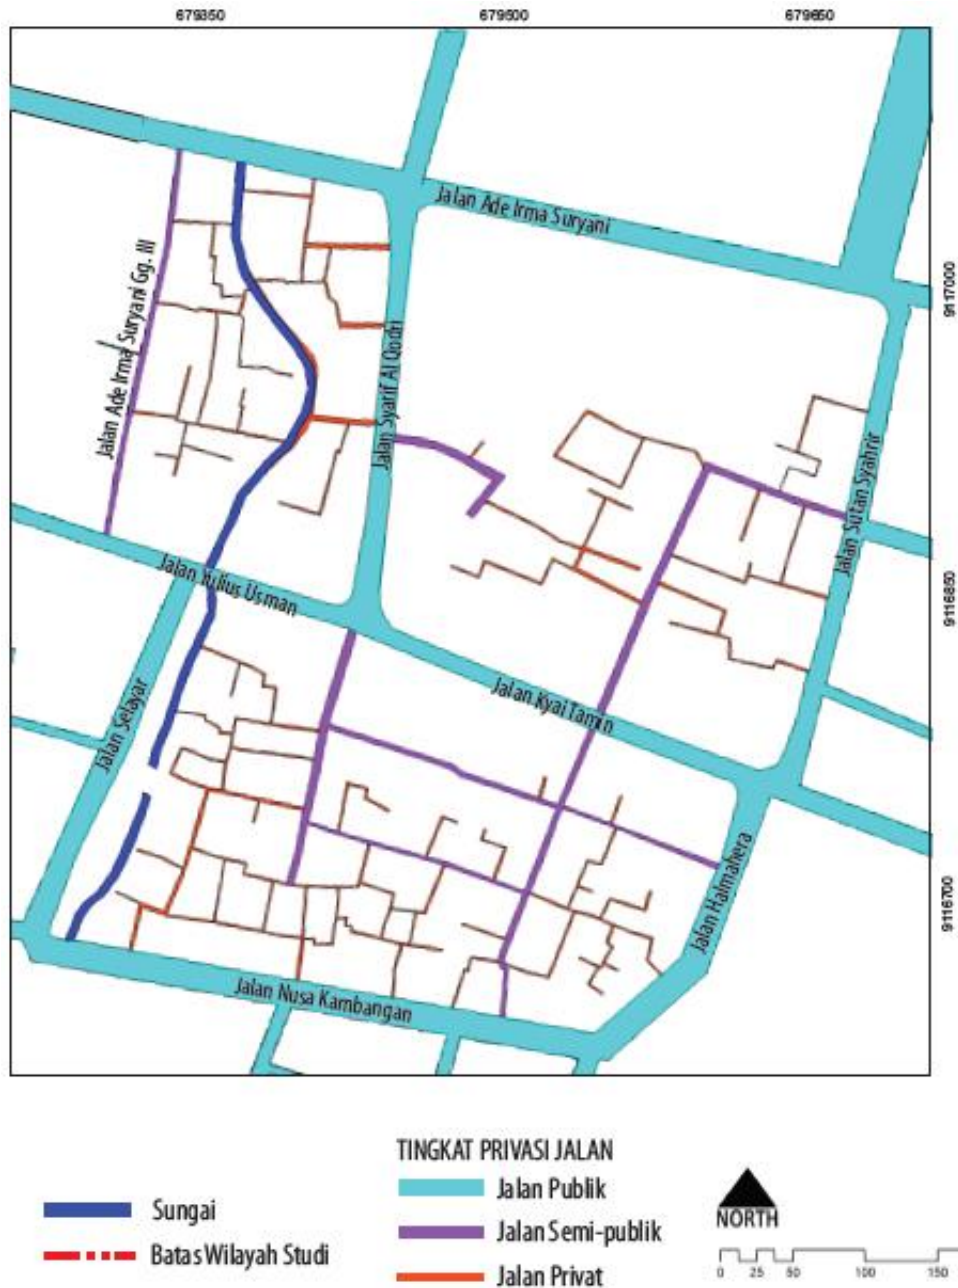 679350 679500 679650
Jalan Ade Irma Suryani
9117000
Jalan Ade Irma Suryani Gg. III
Jalan Syarif Al Qodri
Jalan Sutan Syahrir
Jalan Yulius Usman
9116850
Jalan Kyai Tamin
Jalan Selayar
Jalan Halmahera
9116700
Jalan Nusa Kambangan
TINGKAT PRIVASI JALAN
Sungai
Batas Wilayah Studi
Jalan Publik
Jalan Semi-publik
Jalan Privat
NORTH
0 25 50 100 150